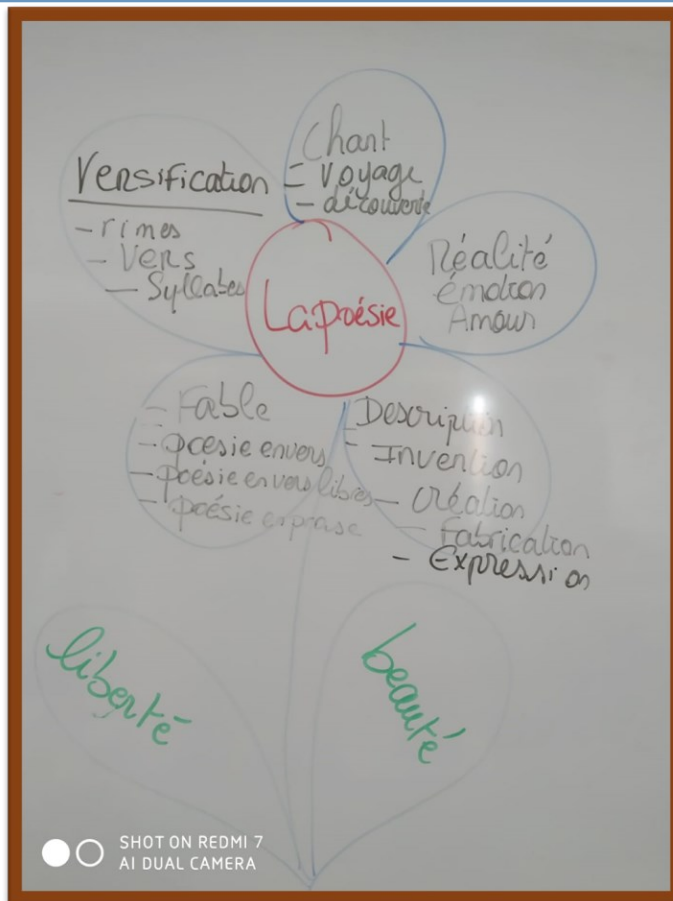 Chant
- Voyage
- découverte
Versification
- rimes
- Vers
- Syllabes
Réalité
émotion
Amour
La poésie
- Fable
- poésie en vers
- poésie en vers libres
- poésie en prose
- Description
- Invention
- Création
- Fabrication
- Expression
liberté
beauté
SHOT ON REDMI 7
AI DUAL CAMERA